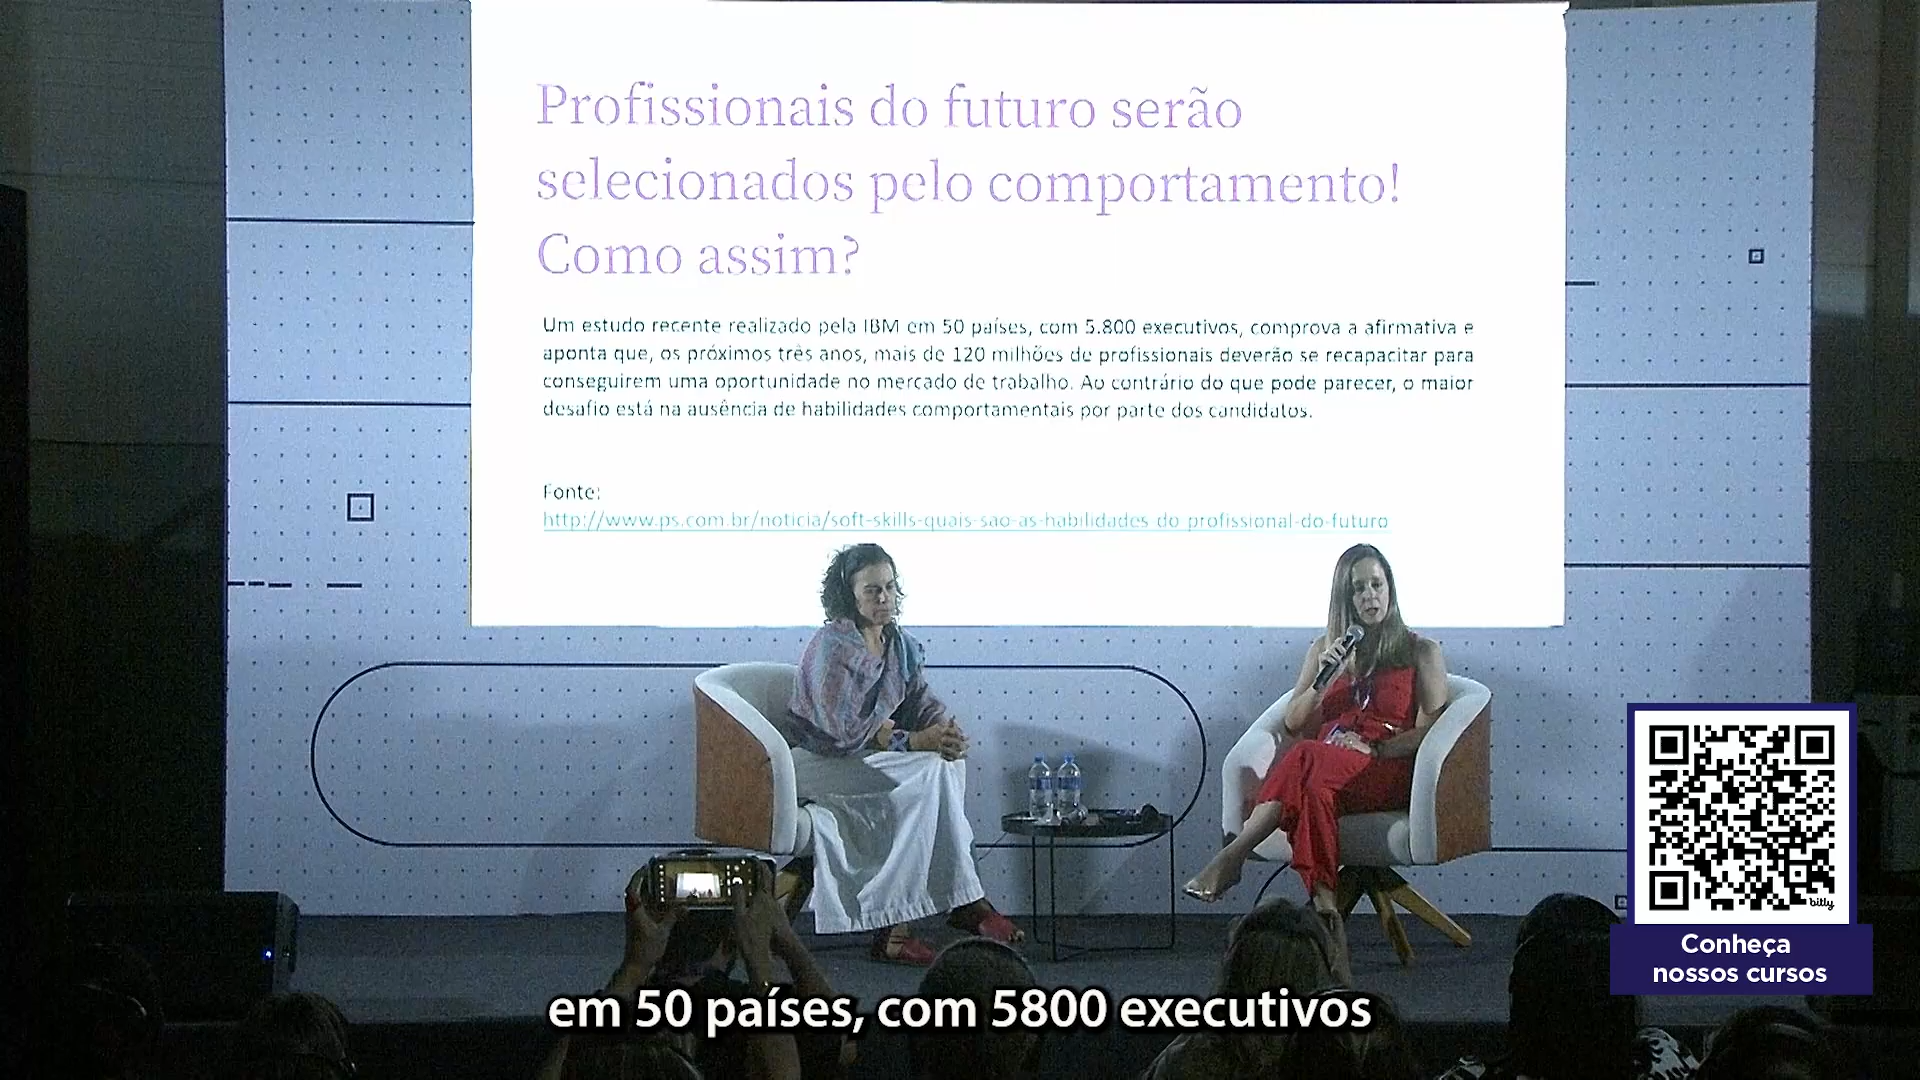 Profissionais do futuro serão
selecionados pelo comportamento!
Como assim?
Um estudo recente realizado pela IBM em 50 países, com 5.800 executivos, comprova a afirmativa e
aponta que, os próximos três anos, mais de 120 milhões de profissionais deverão se recapacitar para
conseguirem uma oportunidade no mercado de trabalho. Ao contrário do que pode parecer, o maior
desafio está na ausência de habilidades comportamentais por parte dos candidatos.
Fonte:
http://www.ps.com.br/noticia/soft-skills-quais-sao-as-habilidades-do-profissional-do-futuro
bitly
Conheça
nossos cursos
em 50 países, com 5800 executivos